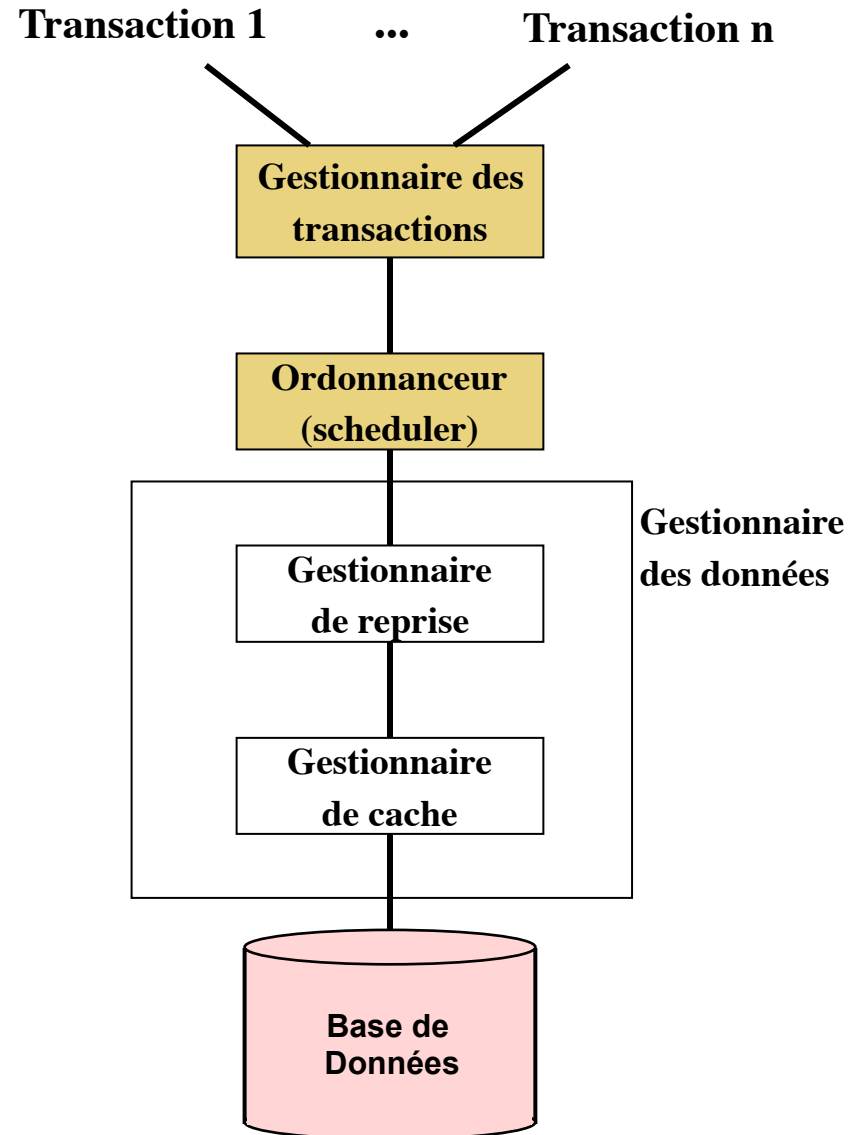 Transaction 1 ... Transaction n
Gestionnaire des
transactions
Ordonnanceur
(scheduler)
Gestionnaire
des données
Gestionnaire
de reprise
Gestionnaire
de cache
Base de
Données